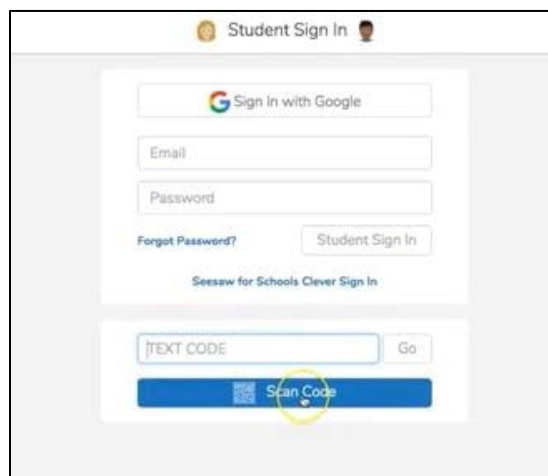 Student Sign In
Sign In with Google
Email
Password
Forgot Password?
Student Sign In
Seesaw for Schools Clever Sign In
TEXT CODE
Go
Scan Code